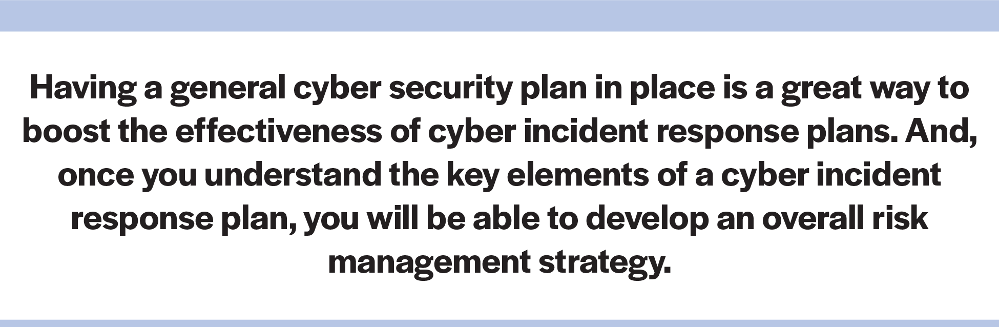 Having a general cyber security plan in place is a great way to
boost the effectiveness of cyber incident response plans. And,
once you understand the key elements of a cyber incident
response plan, you will be able to develop an overall risk
management strategy.